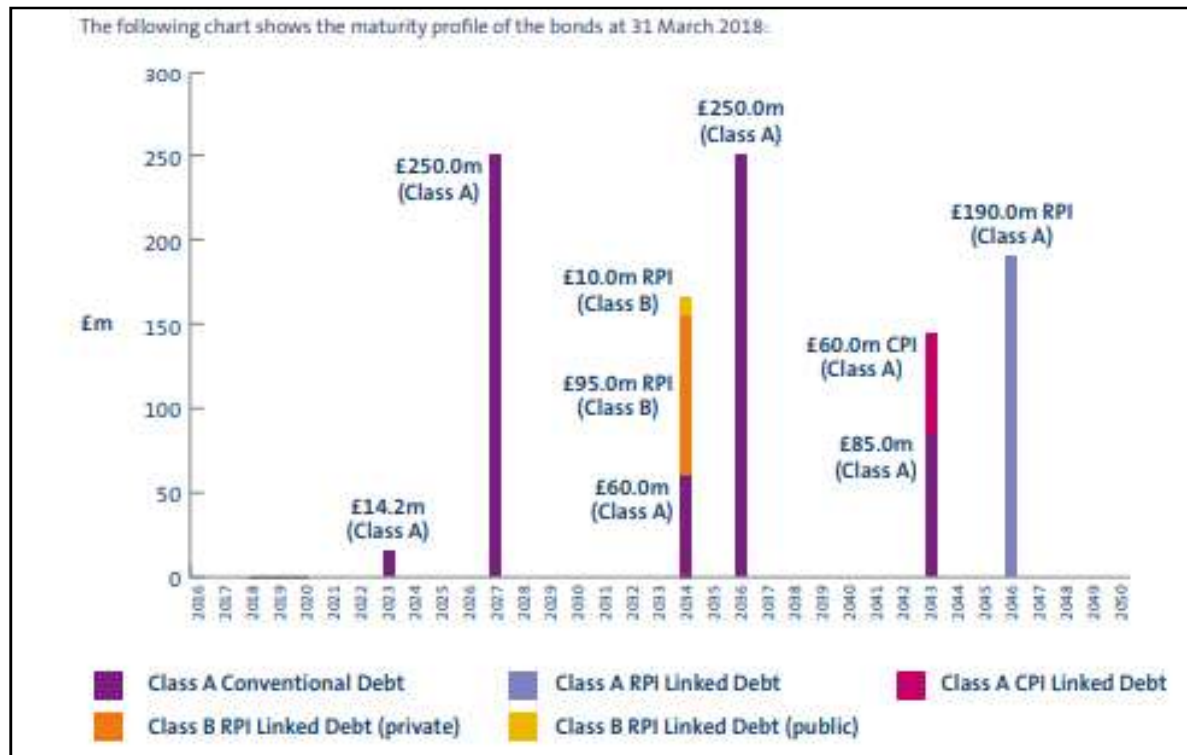 The following chart shows the maturity profile of the bonds at 31 March 2018:
300
250
200
£m
150
100
50
0
£14.2m
(Class A)
£250.0m
(Class A)
£10.0m RPI
(Class B)
£95.0m RPI
(Class B)
£60.0m
(Class A)
£250.0m
(Class A)
£60.0m CPI
(Class A)
£85.0m
(Class A)
£190.0m RPI
(Class A)
2016
2017
2018
2019
2020
2021
2022
2023
2024
2025
2026
2027
2028
2029
2030
2031
2032
2033
2034
2035
2036
2037
2038
2039
2040
2041
2042
2043
2044
2045
2046
2047
2048
2049
2050
Class A Conventional Debt
Class A RPI Linked Debt
Class A CPI Linked Debt
Class B RPI Linked Debt (private)
Class B RPI Linked Debt (public)